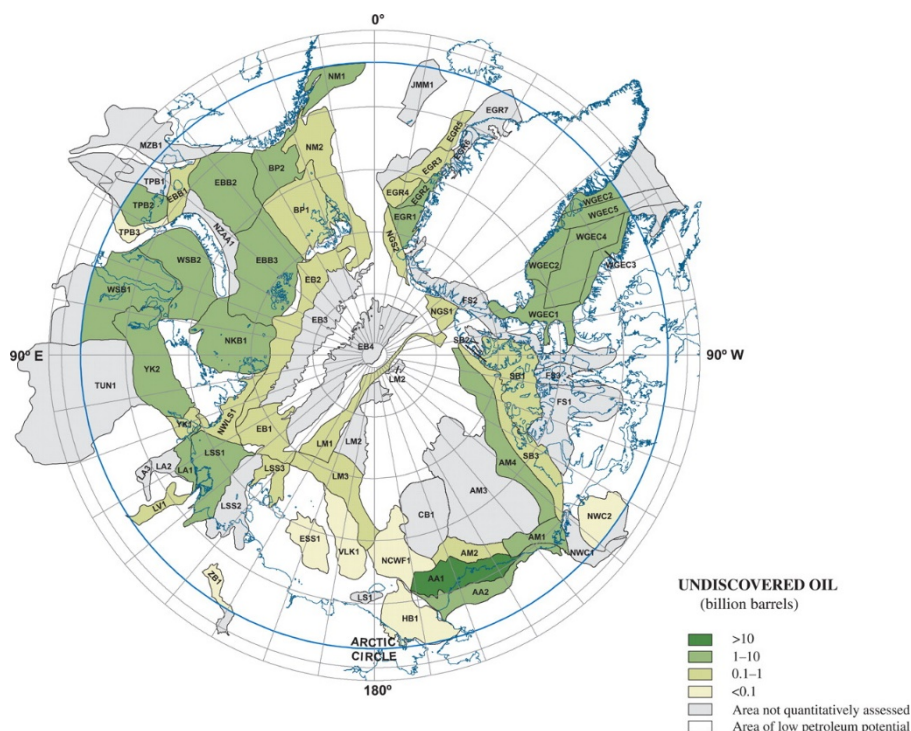 0°
NM1
JMM1
EGR7
MZB1
NM2
EGR5
EGR6
BP2
EGR3
TPB1
EBB2
EBB1
EGR4
EGR2
TPB2
BP1
EGR1
WGEC2
WGEC5
TPB3
NZAA1
NGS2
WGEC4
WSB2
EBB3
WGEC2
WGEC3
WSB1
EB2
FS2
EB3
NGS1
WGEC1
NKB1
EB4
90° E
90° W
YK2
LM2
SB1
FS3
TUN1
FS1
NWLS1
EB1
LM1
LM2
LSS1
AM4
SB3
LA3
LA2
LA1
LSS3
LM3
AM3
LV1
LSS2
CB1
NWC2
ESS1
VLK1
NCWF1
AM2
AM1
NWC1
ZB1
AA1
AA2
LS1
HB1
ARCTIC
CIRCLE
180°
UNDISCOVERED OIL
(billion barrels)
>10
1–10
0.1–1
<0.1
Area not quantitatively assessed
Area of low petroleum potential